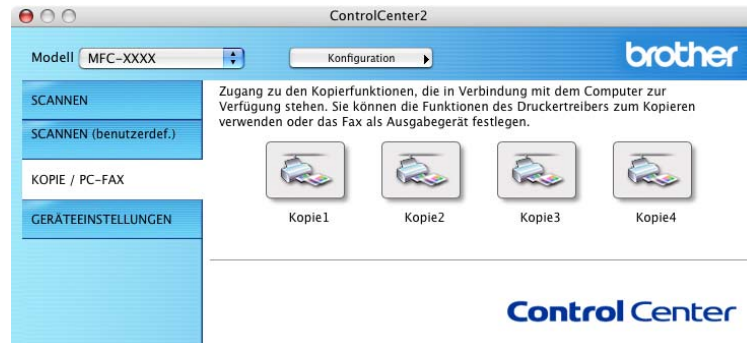 ControlCenter2
Modell MFC-XXXX
Konfiguration
brother
SCANNEN
SCANNEN (benutzerdef.)
KOPIE / PC-FAX
GERÄTEEINSTELLUNGEN
Zugang zu den Kopierfunktionen, die in Verbindung mit dem Computer zur
Verfügung stehen. Sie können die Funktionen des Druckertreibers zum Kopieren
verwenden oder das Fax als Ausgabegerät festlegen.
Kopie1
Kopie2
Kopie3
Kopie4
Control Center